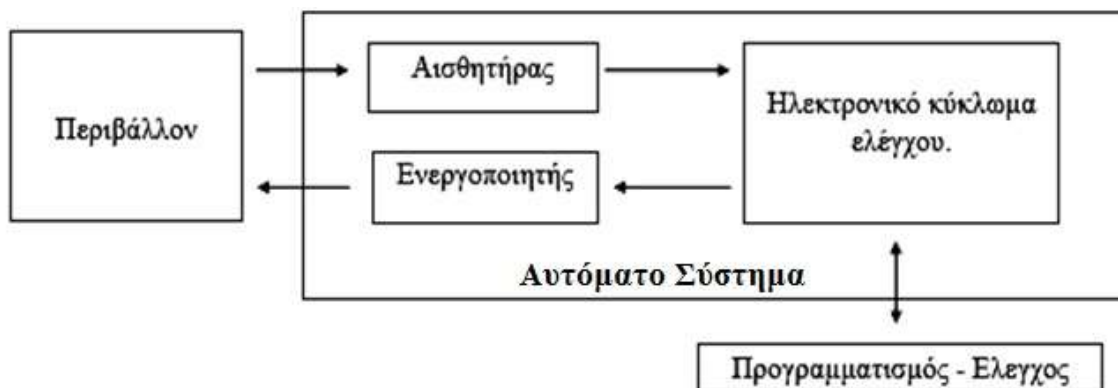 Περιβάλλον
Αισθητήρας
Ενεργοποιητής
Ηλεκτρονικό κύκλωμα
ελέγχου.
Αυτόματο Σύστημα
Προγραμματισμός - Ελεγχος